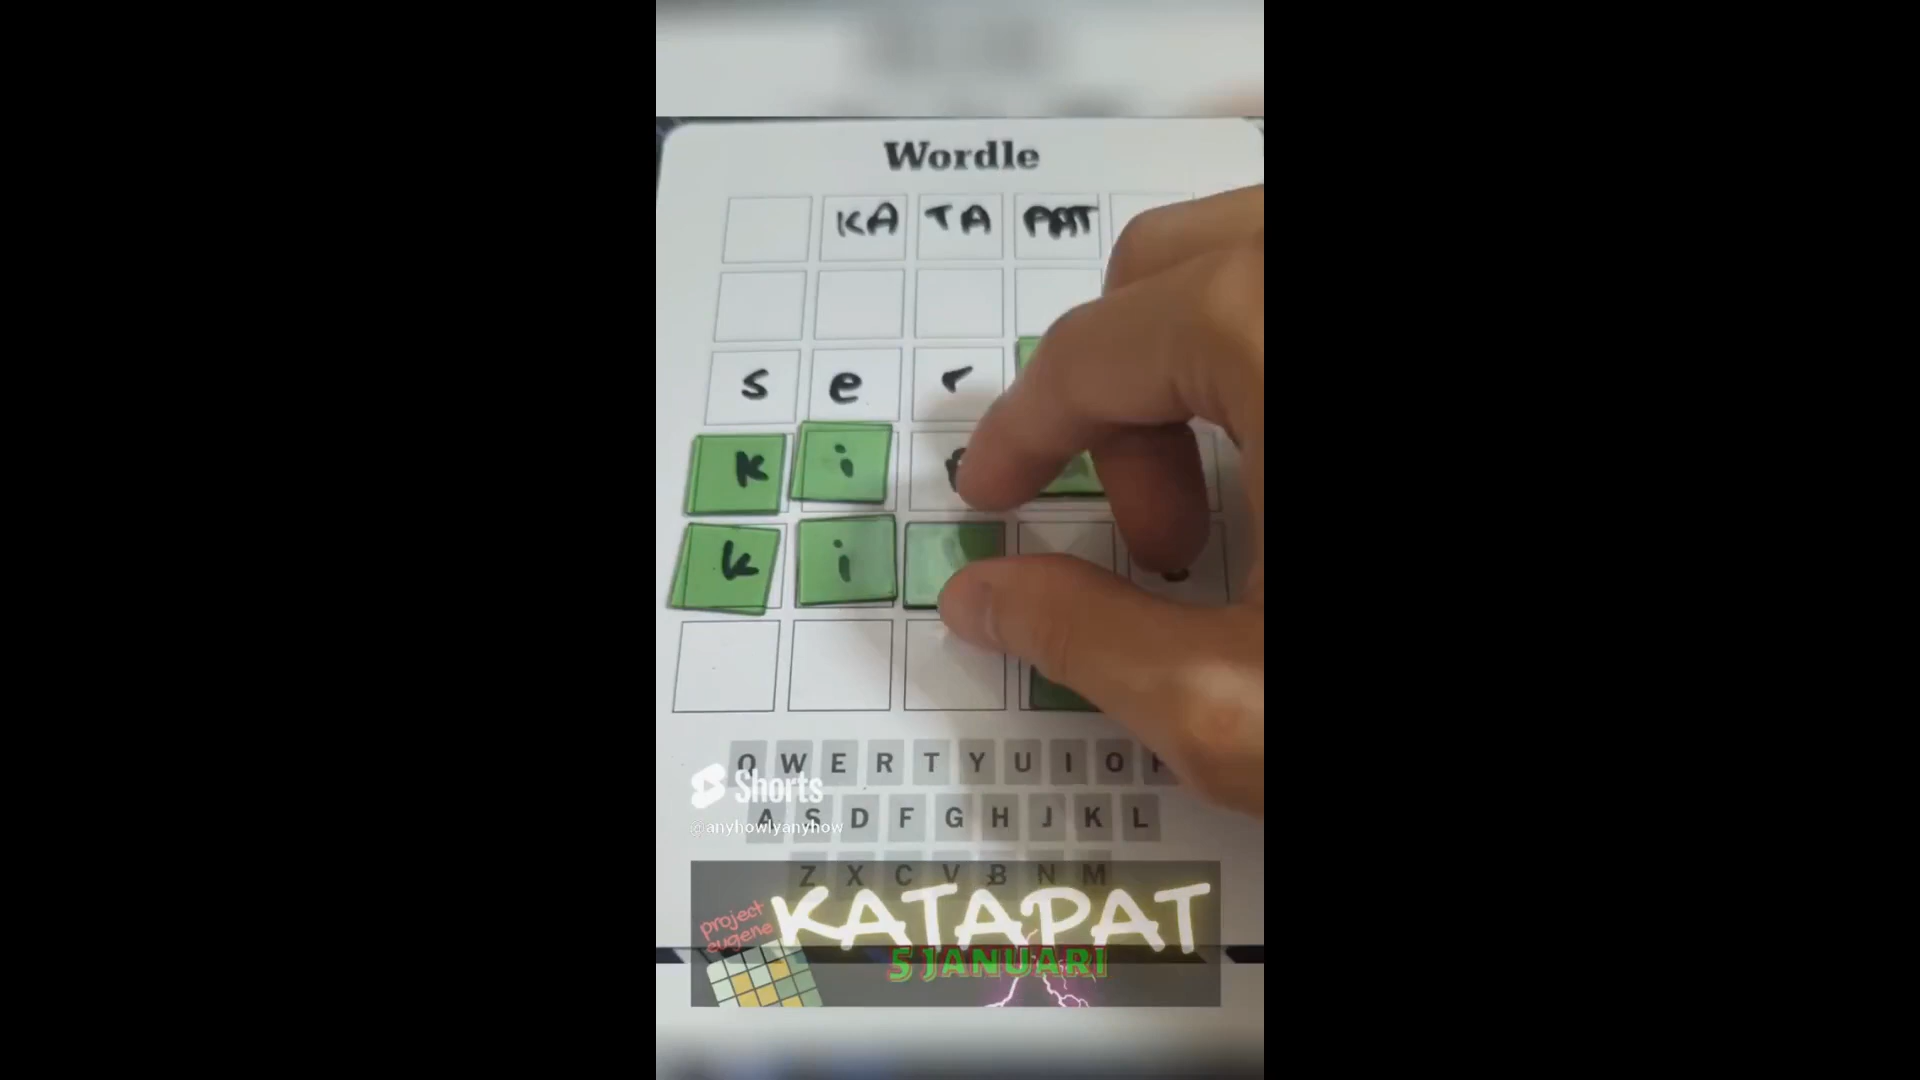 Wordle
KA TA PAT
s e r
k i
k i
Q W E R T Y U I O P
A S D F G H J K L
Z X C V B N M
Shorts
@anyhowlyanyhow
project eugene
KATAPAT
5 JANUARI